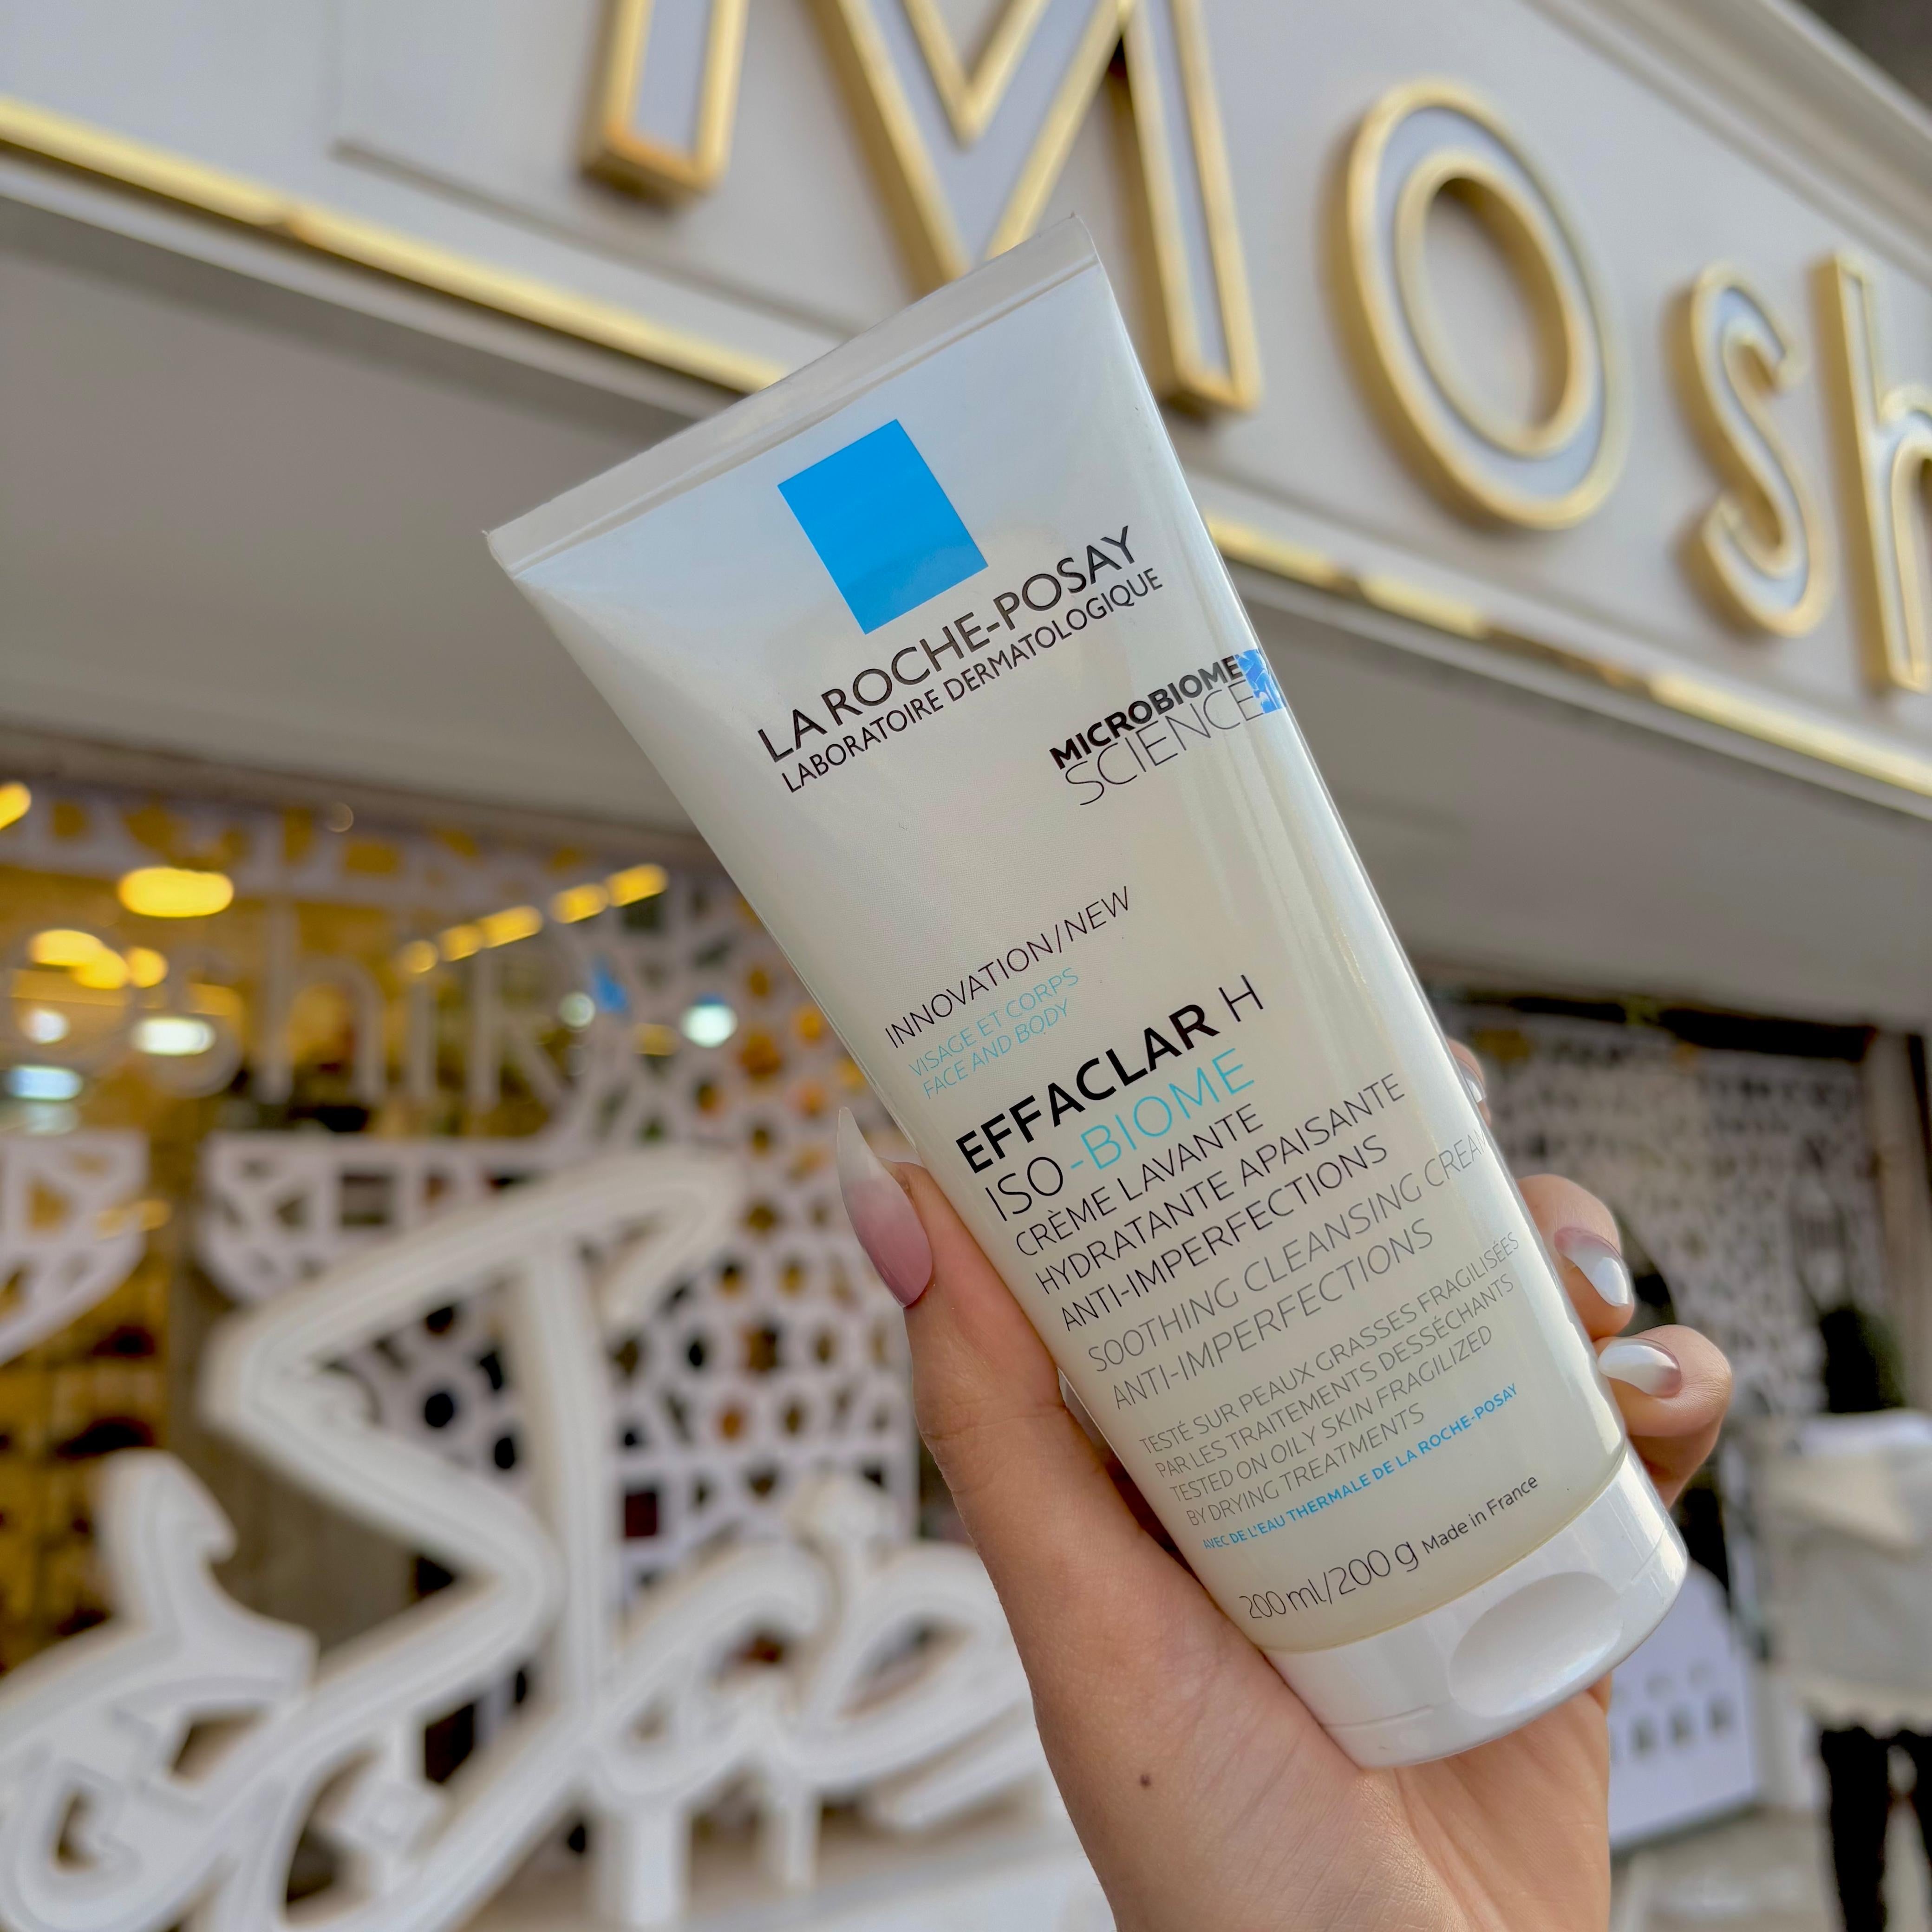 Mosh
LA ROCHE-POSAY
LABORATOIRE DERMATOLOGIQUE
MICROBIOME
SCIENCE
INNOVATION/NEW
VISAGE ET CORPS
FACE AND BODY
EFFACLAR H
ISO-BIOME
CRÈME LAVANTE
HYDRATANTE APAISANTE
ANTI-IMPERFECTIONS
SOOTHING CLEANSING CREAM
ANTI-IMPERFECTIONS
TESTÉ SUR PEAUX GRASSES FRAGILISÉES
PAR LES TRAITEMENTS DESSÉCHANTS
TESTED ON OILY SKIN FRAGILIZED
BY DRYING TREATMENTS
AVEC DE L'EAU THERMALE DE LA ROCHE-POSAY
200 ml/200 g Made in France